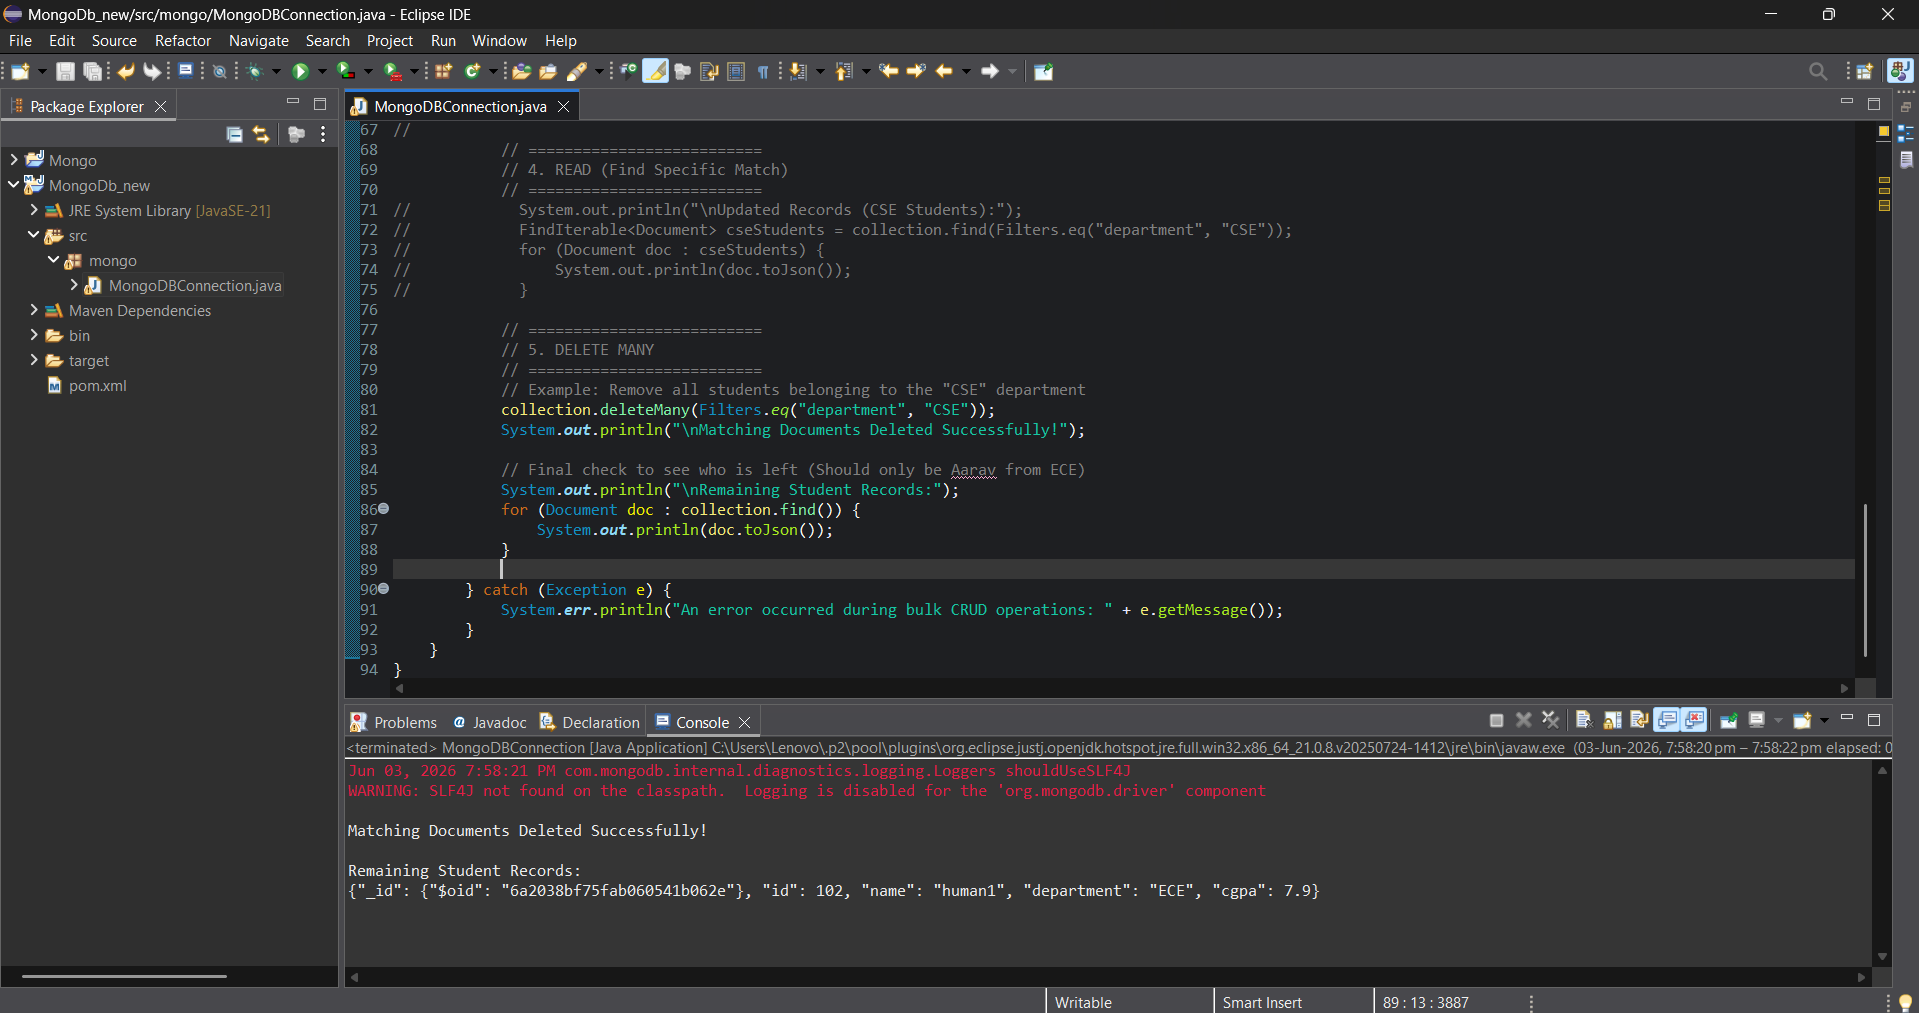 MongoDb_new/src/mongo/MongoDBConnection.java - Eclipse IDE
File Edit Source Refactor Navigate Search Project Run Window Help
Package Explorer
Mongo
MongoDb_new
JRE System Library [JavaSE-21]
src
mongo
MongoDBConnection.java
Maven Dependencies
bin
target
pom.xml
MongoDBConnection.java
67 //
68 // ==========================
69 // 4. READ (Find Specific Match)
70 // ==========================
71 // System.out.println("\nUpdated Records (CSE Students):");
72 // FindIterable<Document> cseStudents = collection.find(Filters.eq("department", "CSE"));
73 // for (Document doc : cseStudents) {
74 // System.out.println(doc.toJson());
75 // }
76
77 // ==========================
78 // 5. DELETE MANY
79 // ==========================
80 // Example: Remove all students belonging to the "CSE" department
81 collection.deleteMany(Filters.eq("department", "CSE"));
82 System.out.println("\nMatching Documents Deleted Successfully!");
83
84 // Final check to see who is left (Should only be Aarav from ECE)
85 System.out.println("\nRemaining Student Records:");
86 for (Document doc : collection.find()) {
87 System.out.println(doc.toJson());
88 }
89
90 } catch (Exception e) {
91 System.err.println("An error occurred during bulk CRUD operations: " + e.getMessage());
92 }
93 }
94 }
Problems @ Javadoc Declaration Console
<terminated> MongoDBConnection [Java Application] C:\Users\Lenovo\.p2\pool\plugins\org.eclipse.justj.openjdk.hotspot.jre.full.win32.x86_64_21.0.8.v20250724-1412\jre\bin\javaw.exe (03-Jun-2026, 7:58:20 pm – 7:58:22 pm elapsed: 0
Jun 03, 2026 7:58:21 PM com.mongodb.internal.diagnostics.logging.Loggers shouldUseSLF4J
WARNING: SLF4J not found on the classpath. Logging is disabled for the 'org.mongodb.driver' component
Matching Documents Deleted Successfully!
Remaining Student Records:
{"_id": {"$oid": "6a2038bf75fab060541b062e"}, "id": 102, "name": "human1", "department": "ECE", "cgpa": 7.9}
Writable Smart Insert 89 : 13 : 3887